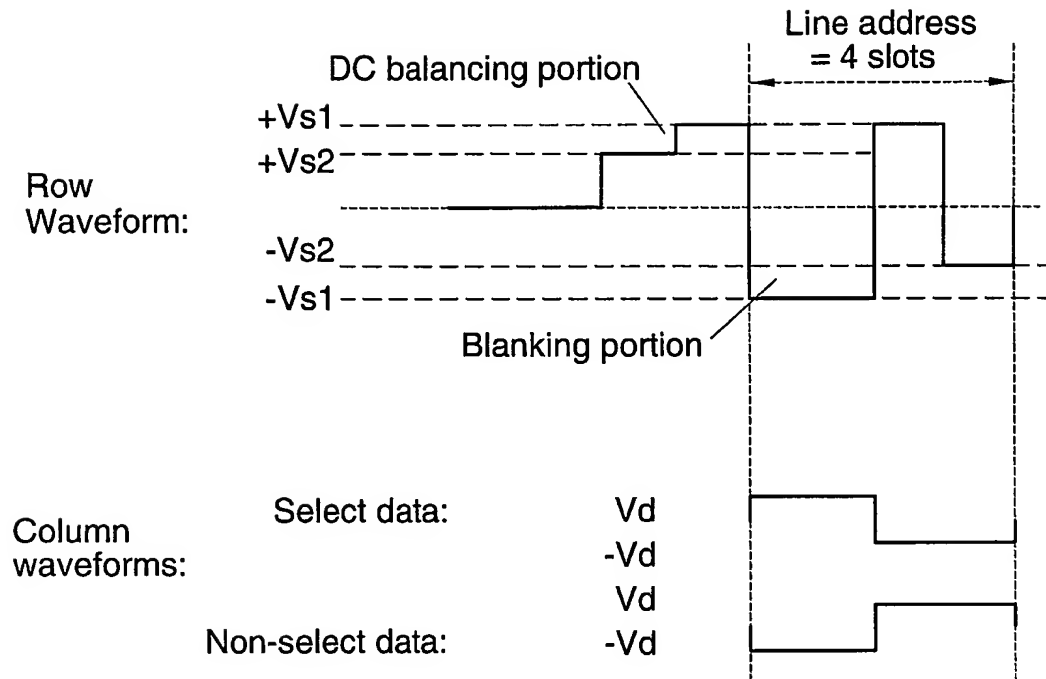 Line address
= 4 slots
DC balancing portion
+Vs1
+Vs2
Row
Waveform:
-Vs2
-Vs1
Blanking portion
Select data: Vd
Column
waveforms:
-Vd
Vd
Non-select data: -Vd